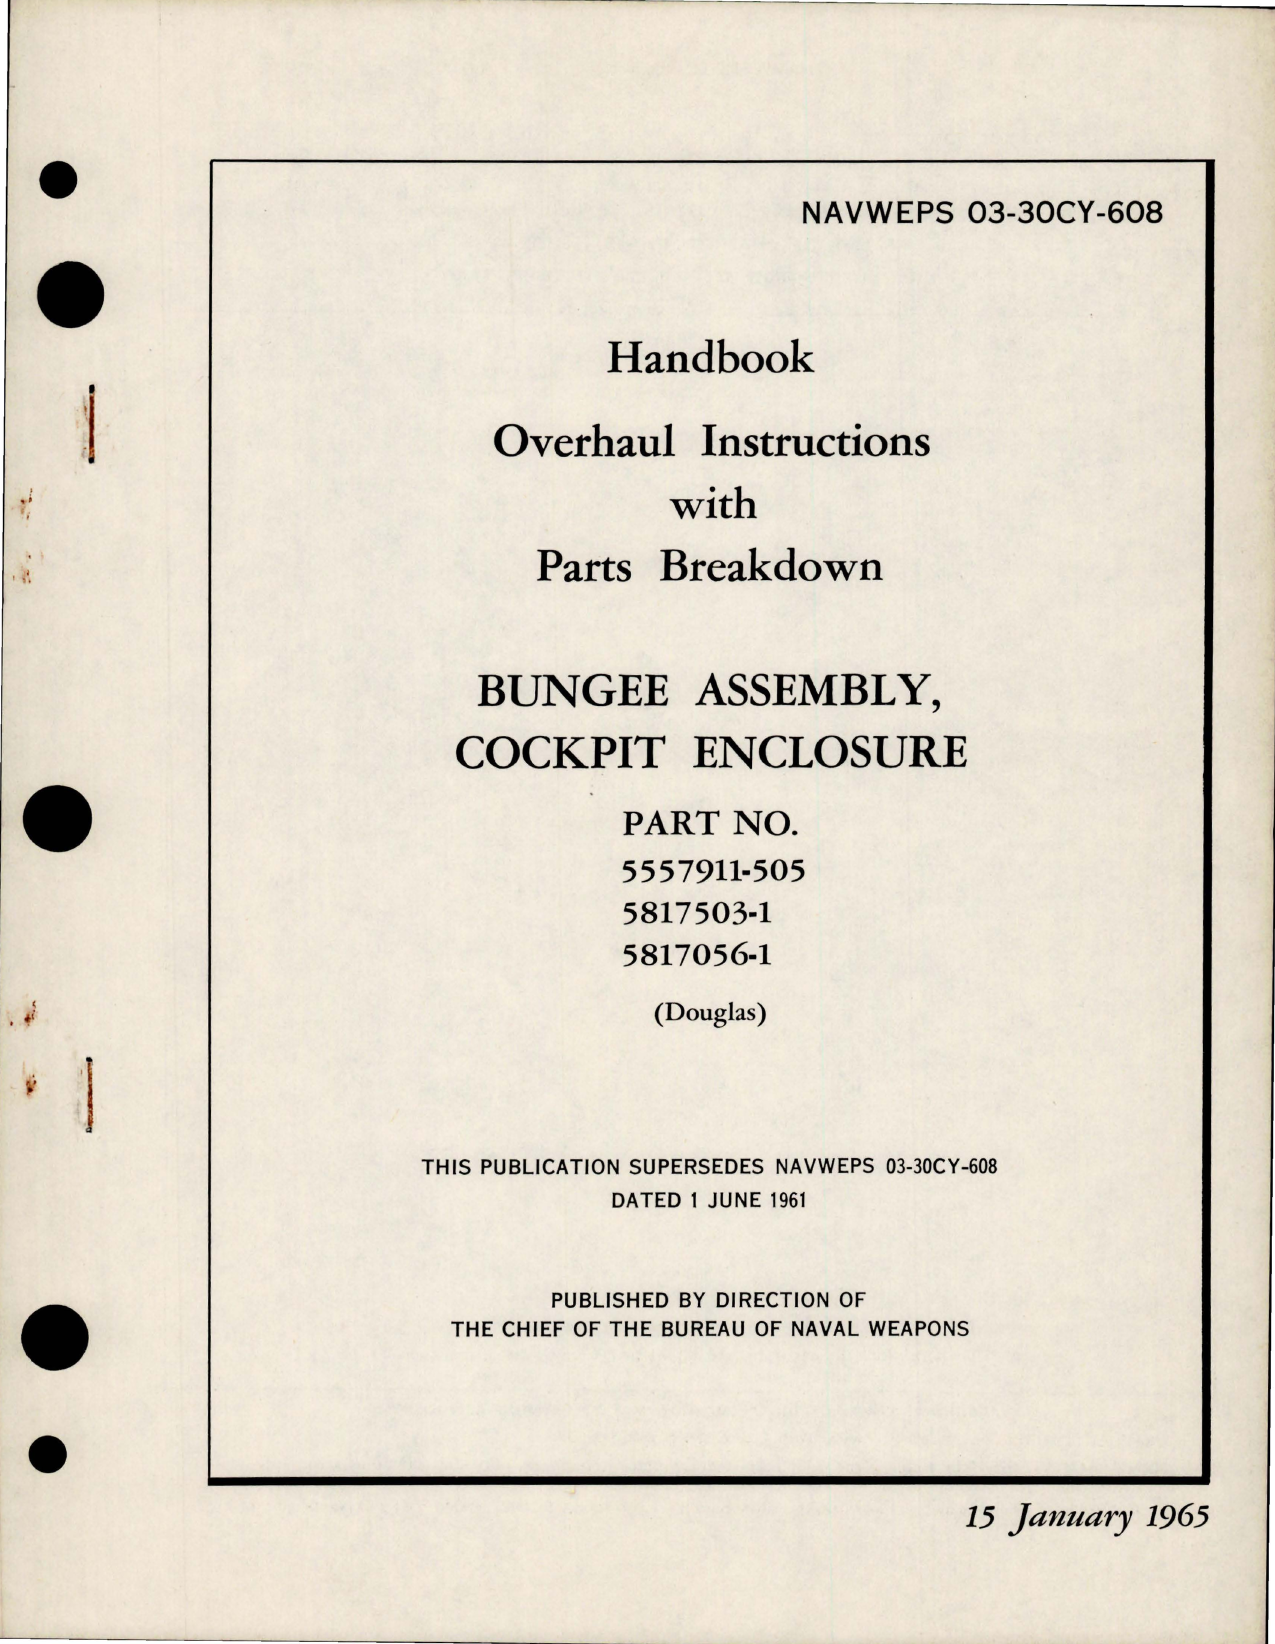 NAVWEPS 03-30CY-608
Handbook
Overhaul Instructions
with
Parts Breakdown
BUNGEE ASSEMBLY,
COCKPIT ENCLOSURE
PART NO.
5557911-505
5817503-1
5817056-1
(Douglas)
THIS PUBLICATION SUPERSEDES NAVWEPS 03-30CY-608
DATED 1 JUNE 1961
PUBLISHED BY DIRECTION OF
THE CHIEF OF THE BUREAU OF NAVAL WEAPONS
15 January 1965